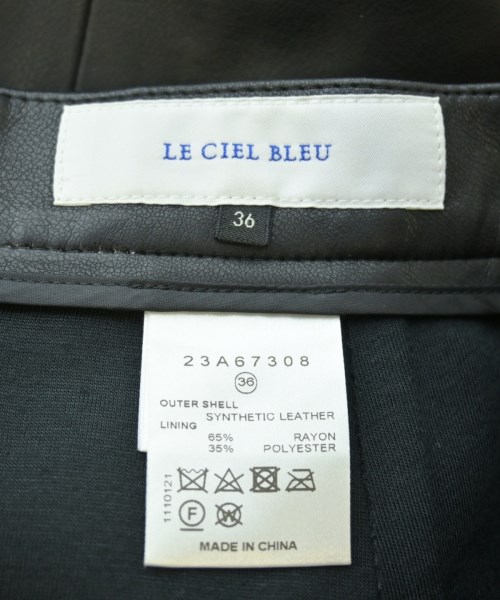 LE CIEL BLEU
36
23A67308
36
OUTER SHELL
SYNTHETIC LEATHER
LINING
65% RAYON
35% POLYESTER
1110121
F W
MADE IN CHINA